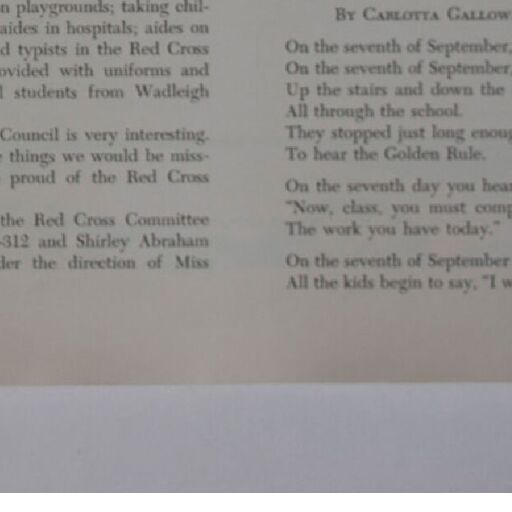 n playgrounds; taking chil-
aides in hospitals; aides on
d typists in the Red Cross
ovided with uniforms and
l students from Wadleigh
Council is very interesting.
things we would be miss-
proud of the Red Cross
the Red Cross Committee
-312 and Shirley Abraham
der the direction of Miss
BY CARLOTTA GALLOW
On the seventh of September,
On the seventh of September,
Up the stairs and down the
All through the school.
They stopped just long enoug
To hear the Golden Rule.
On the seventh day you hear
"Now, class, you must comp
The work you have today."
On the seventh of September
All the kids begin to say, "I w